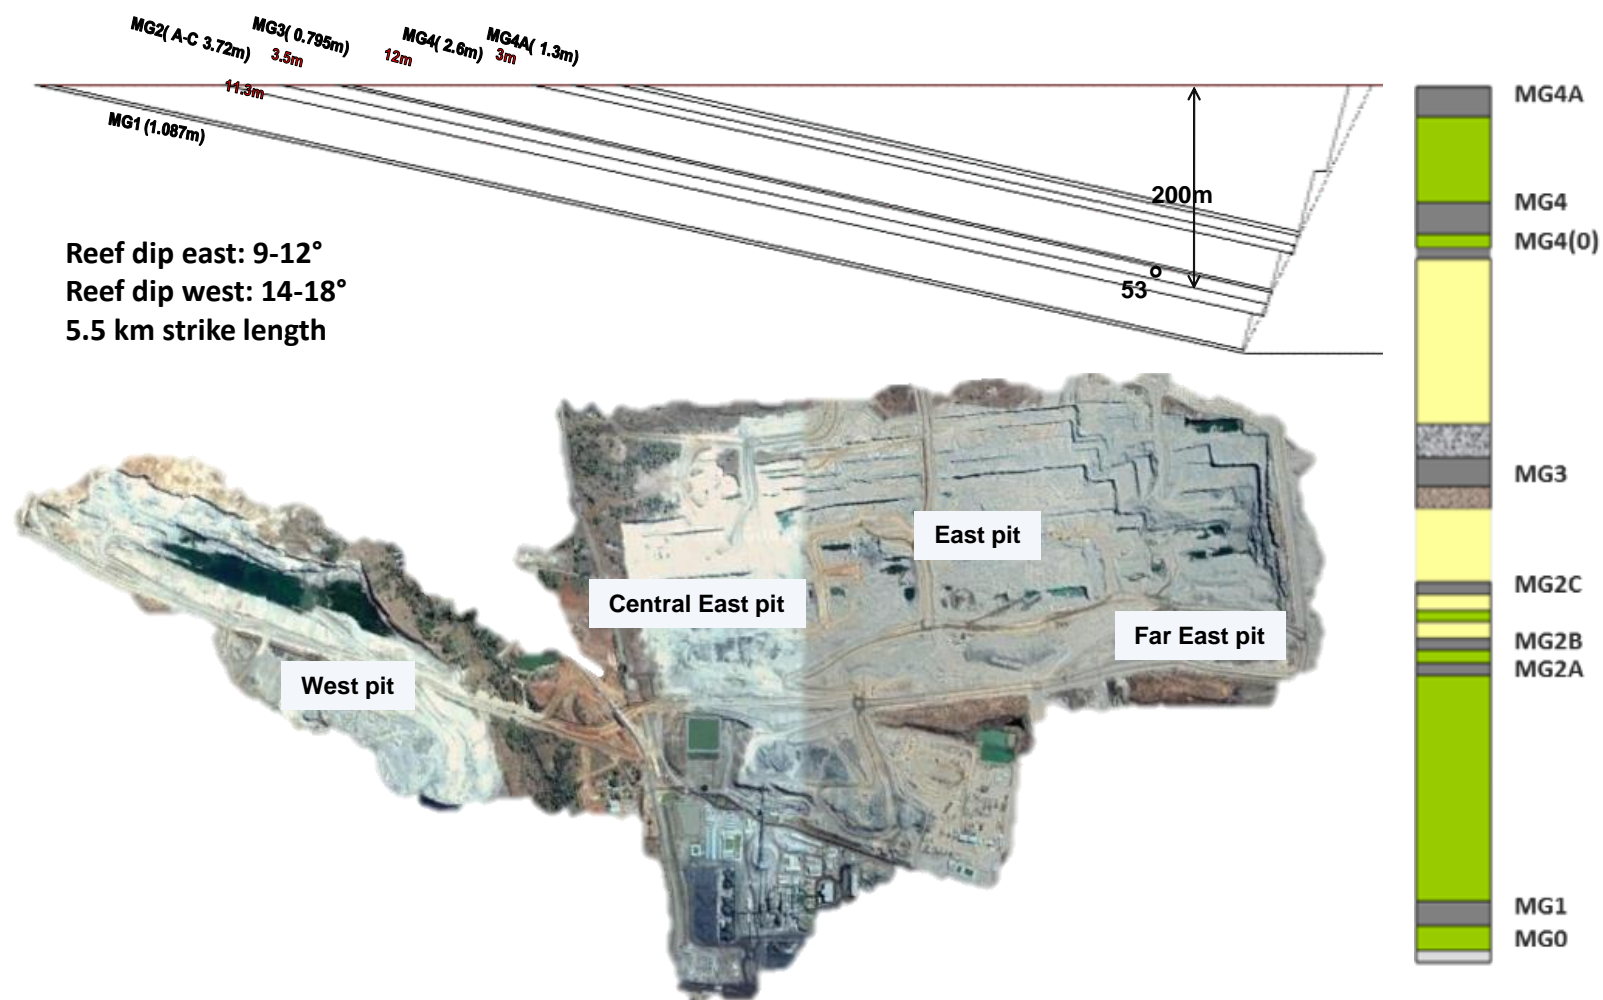 MG2( A-C 3.72m)
MG3( 0.795m)
MG4( 2.6m)
MG4A( 1.3m)
3.5m
12m
3m
11.3m
MG1 (1.087m)
200m
53
Reef dip east: 9-12°
Reef dip west: 14-18°
5.5 km strike length
East pit
Central East pit
Far East pit
West pit
MG4A
MG4
MG4(0)
MG3
MG2C
MG2B
MG2A
MG1
MG0